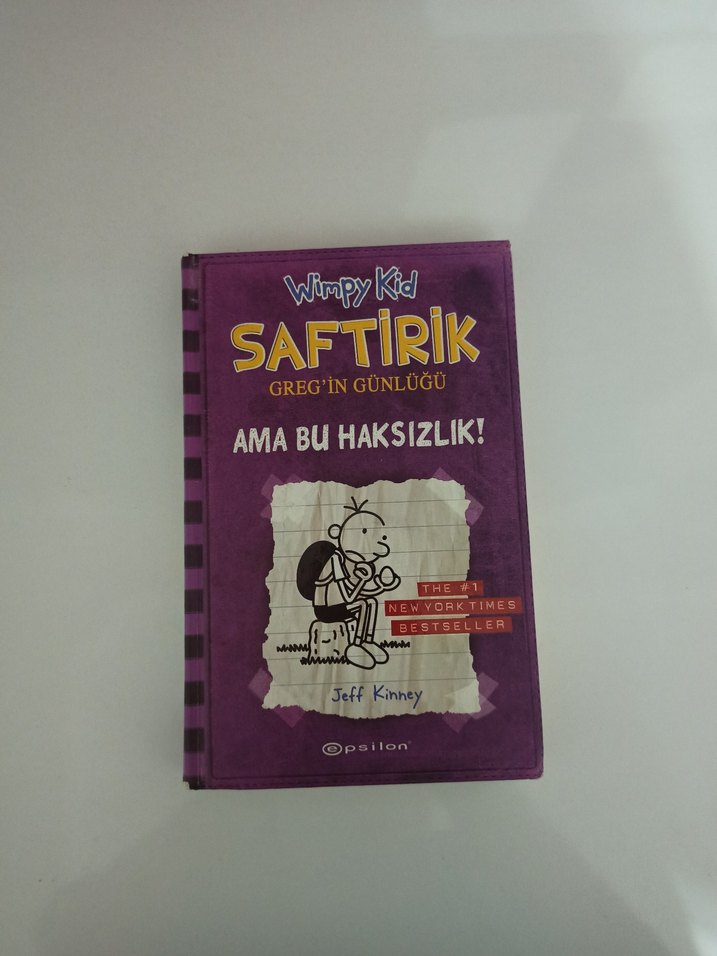 Wimpy Kid
SAFTİRİK
GREG'İN GÜNLÜĞÜ
AMA BU HAKSIZLIK!
THE #1
NEW YORK TIMES
BESTSELLER
Jeff Kinney
epsilon